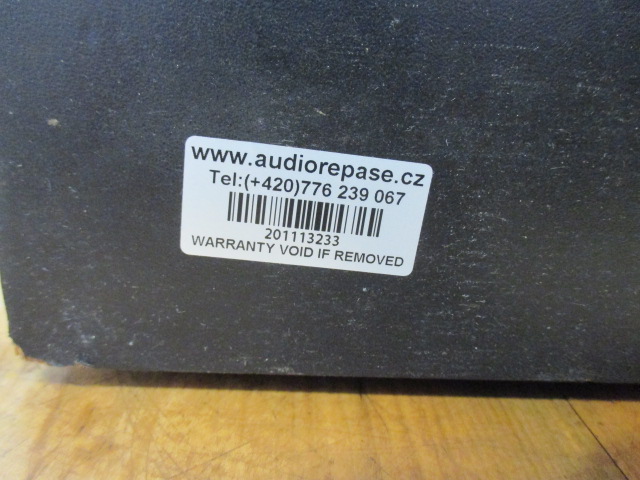 www.audiorepase.cz
Tel:(+420)776 239 067
201113233
WARRANTY VOID IF REMOVED